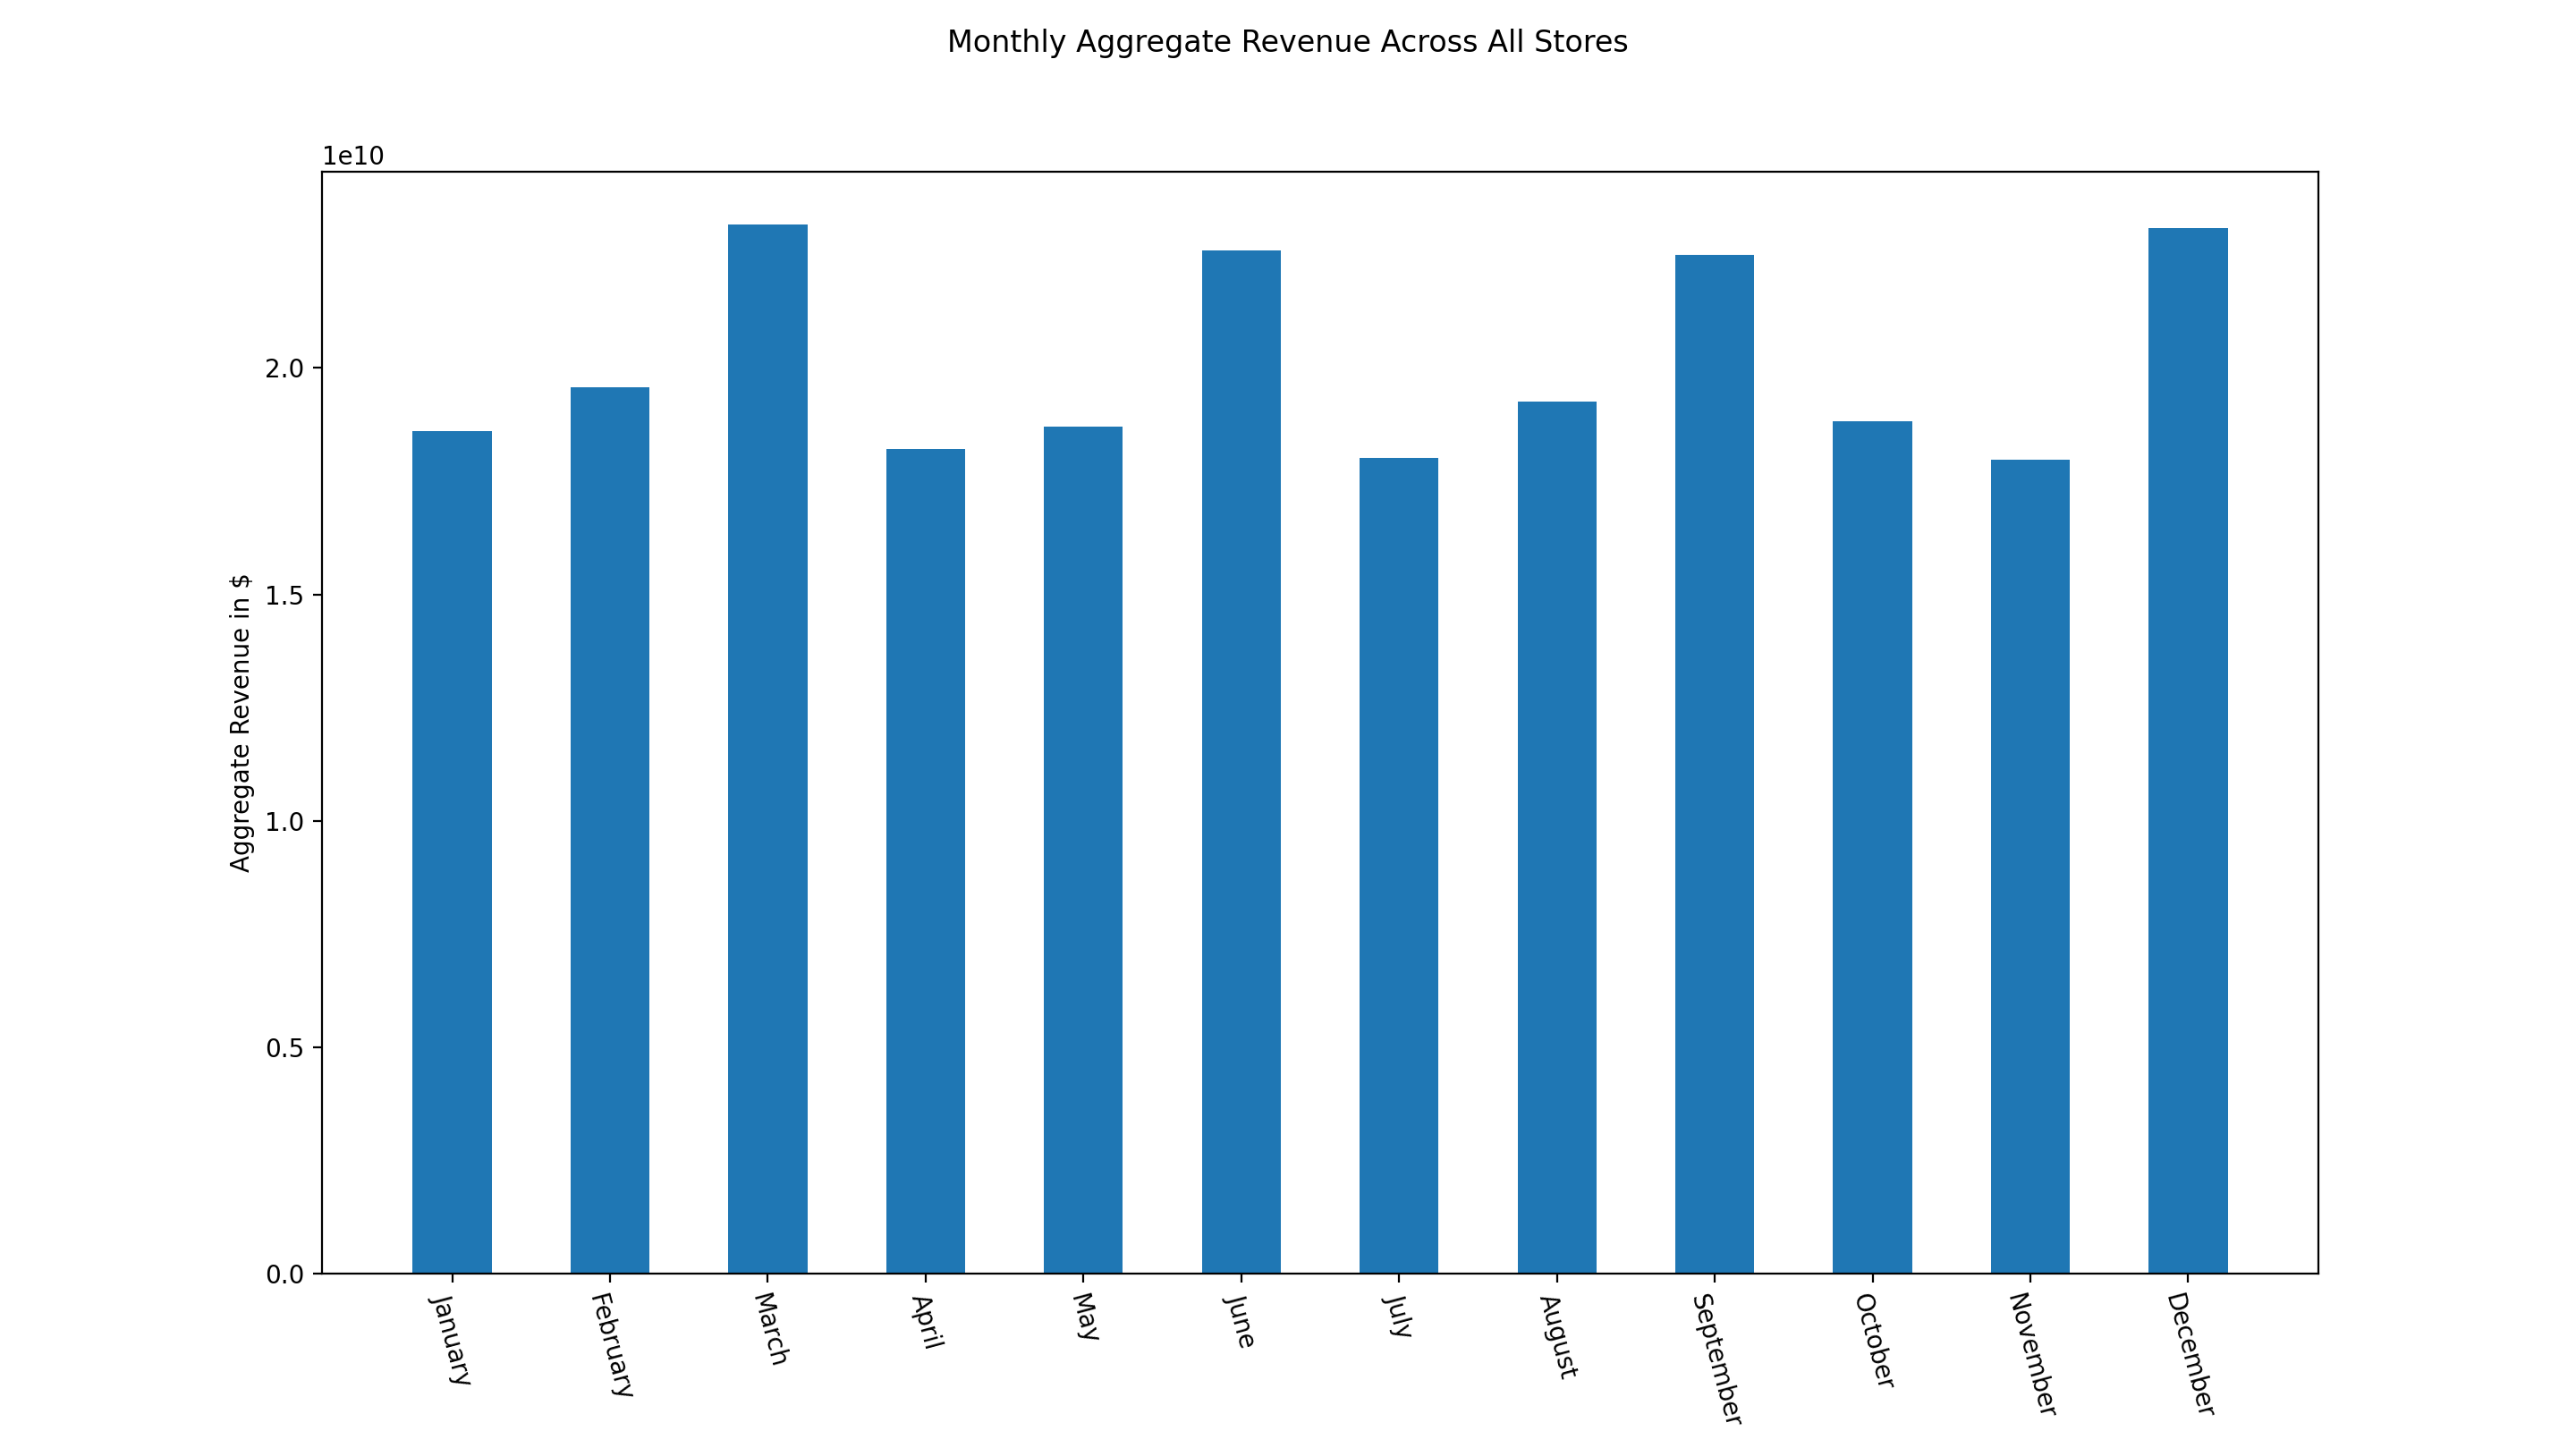 Monthly Aggregate Revenue Across All Stores
1e10
2.0
1.5
1.0
0.5
0.0
Aggregate Revenue in $
January
February
March
April
May
June
July
August
September
October
November
December